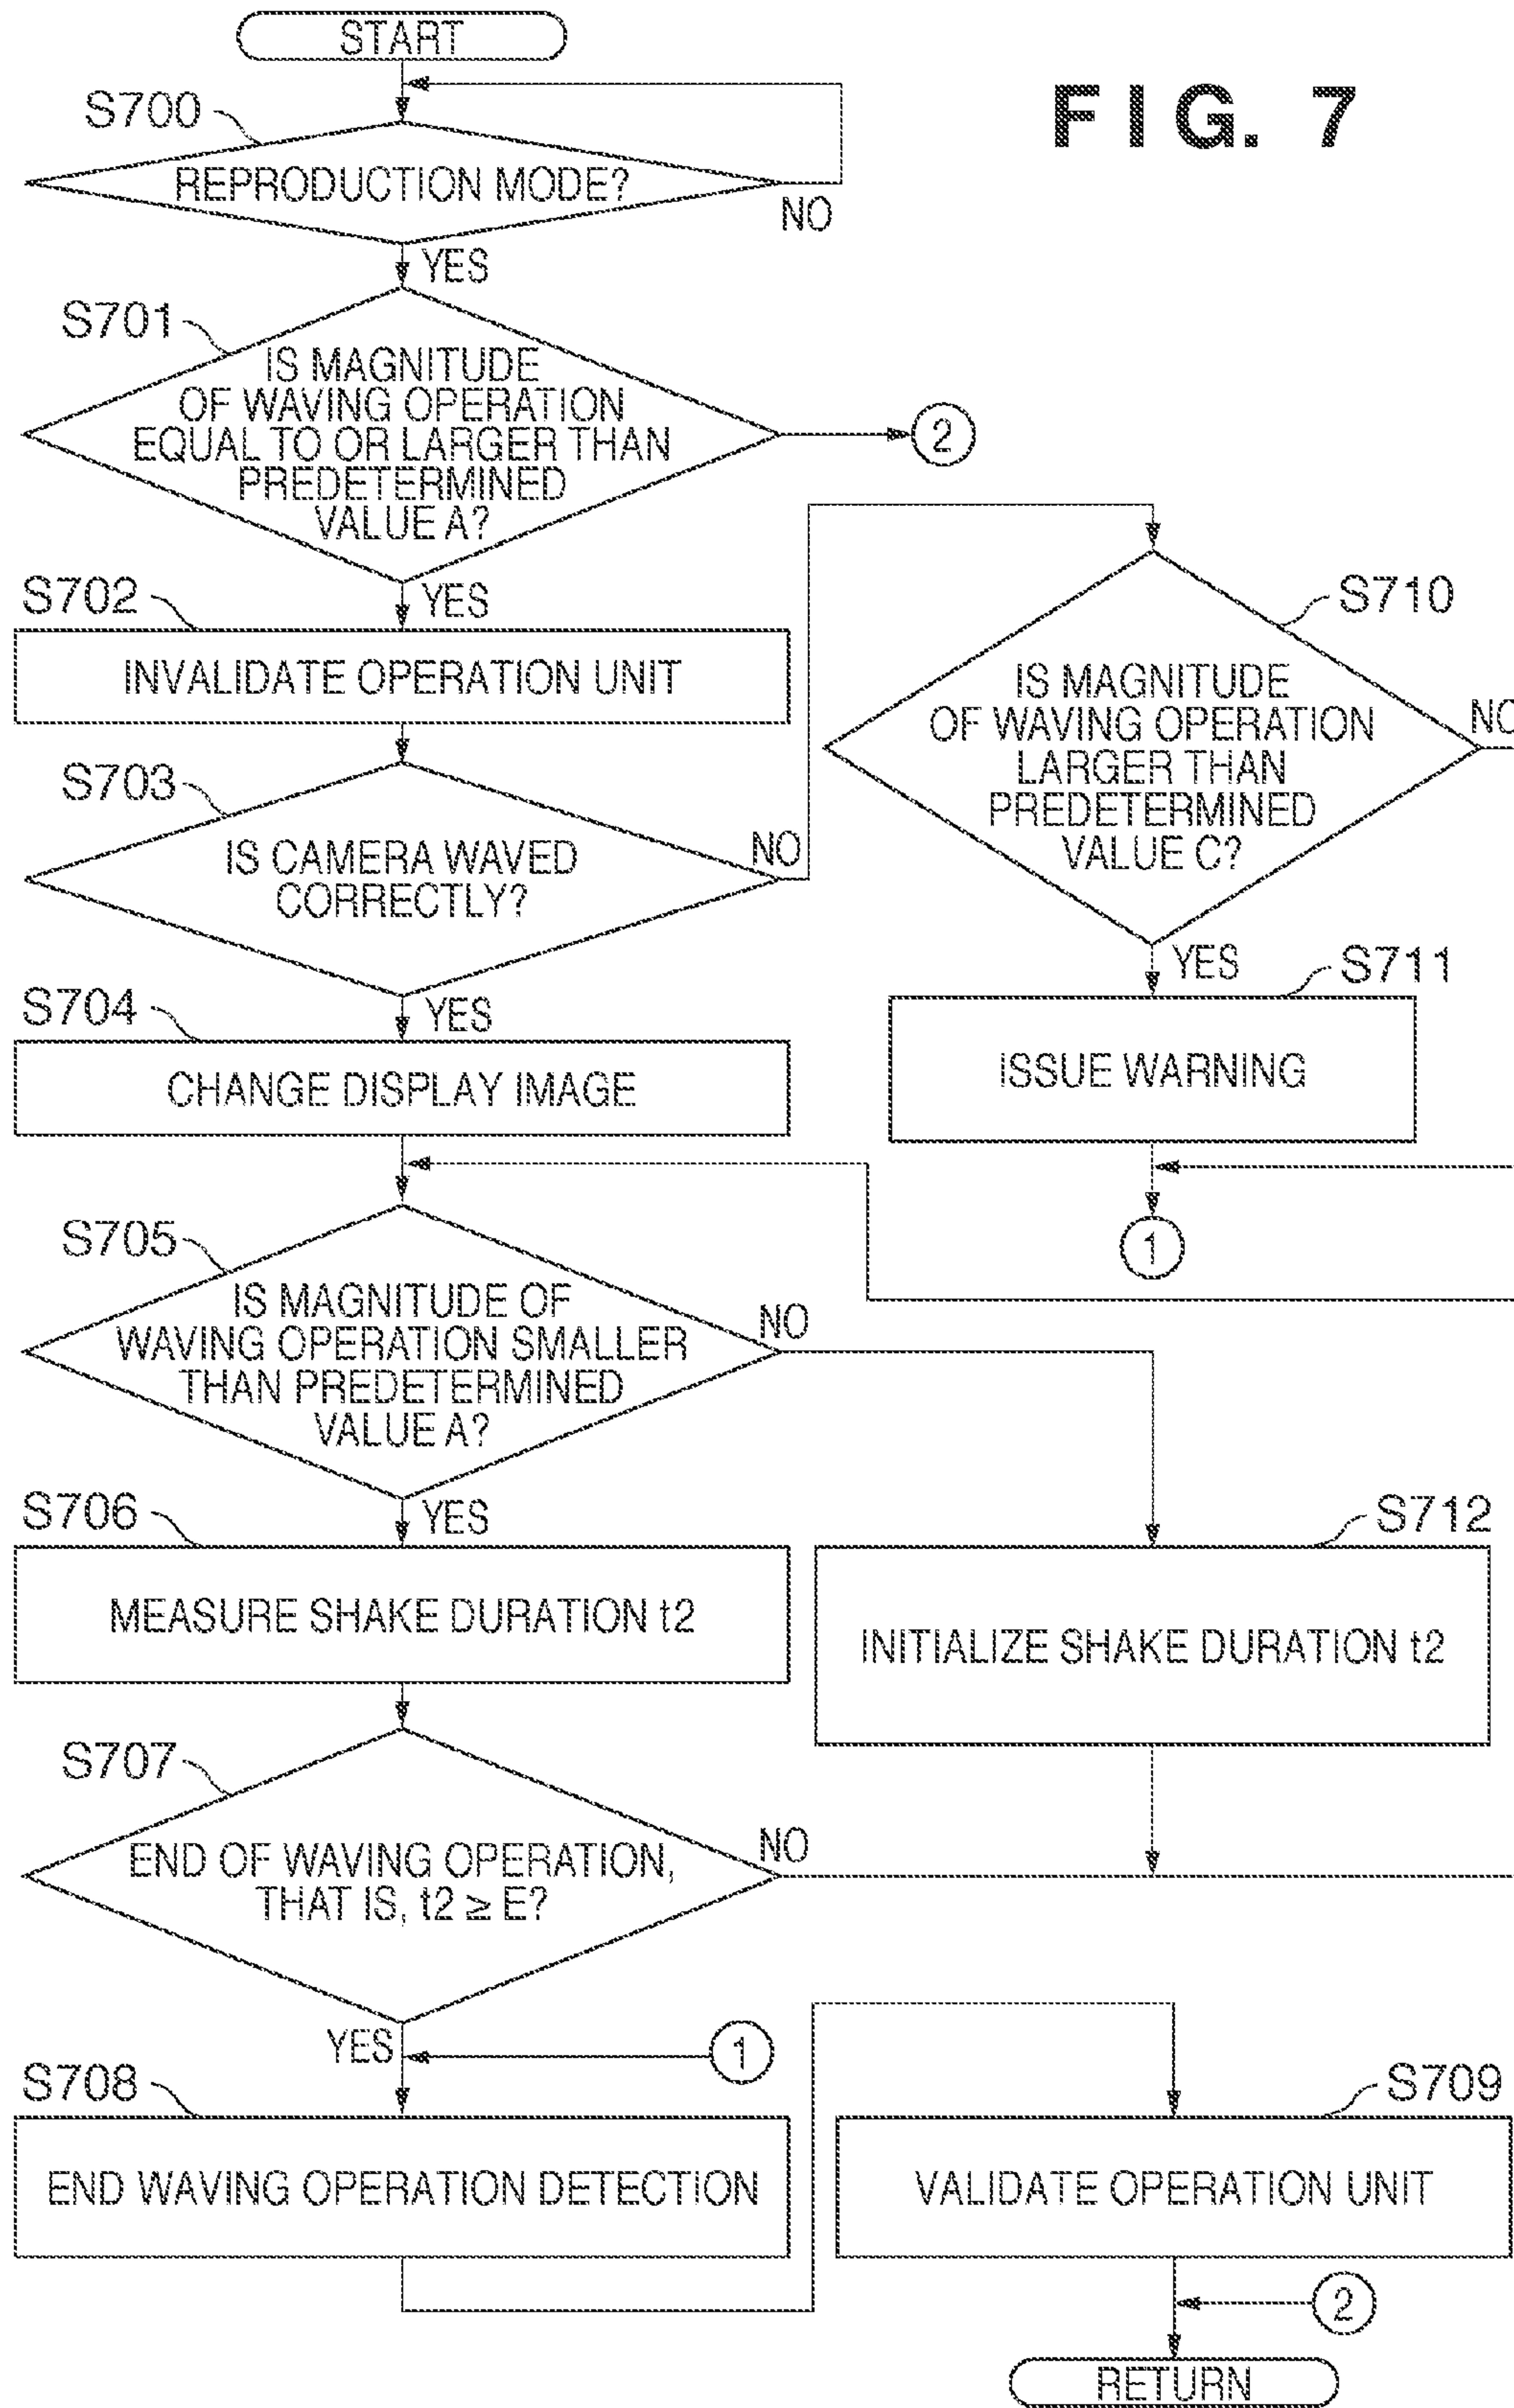 START
FIG. 7
S700
REPRODUCTION MODE?
NO
YES
S701
IS MAGNITUDE
OF WAVING OPERATION
EQUAL TO OR LARGER THAN
PREDETERMINED
VALUE A?
2
YES
S702
INVALIDATE OPERATION UNIT
S703
IS CAMERA WAVED
CORRECTLY?
NO
YES
S710
IS MAGNITUDE
OF WAVING OPERATION
LARGER THAN
PREDETERMINED
VALUE C?
NO
YES
S711
ISSUE WARNING
1
S704
CHANGE DISPLAY IMAGE
S705
IS MAGNITUDE OF
WAVING OPERATION SMALLER
THAN PREDETERMINED
VALUE A?
NO
YES
S706
MEASURE SHAKE DURATION t2
S712
INITIALIZE SHAKE DURATION t2
S707
END OF WAVING OPERATION,
THAT IS, t2 ≥ E?
NO
YES
1
S708
END WAVING OPERATION DETECTION
S709
VALIDATE OPERATION UNIT
2
RETURN